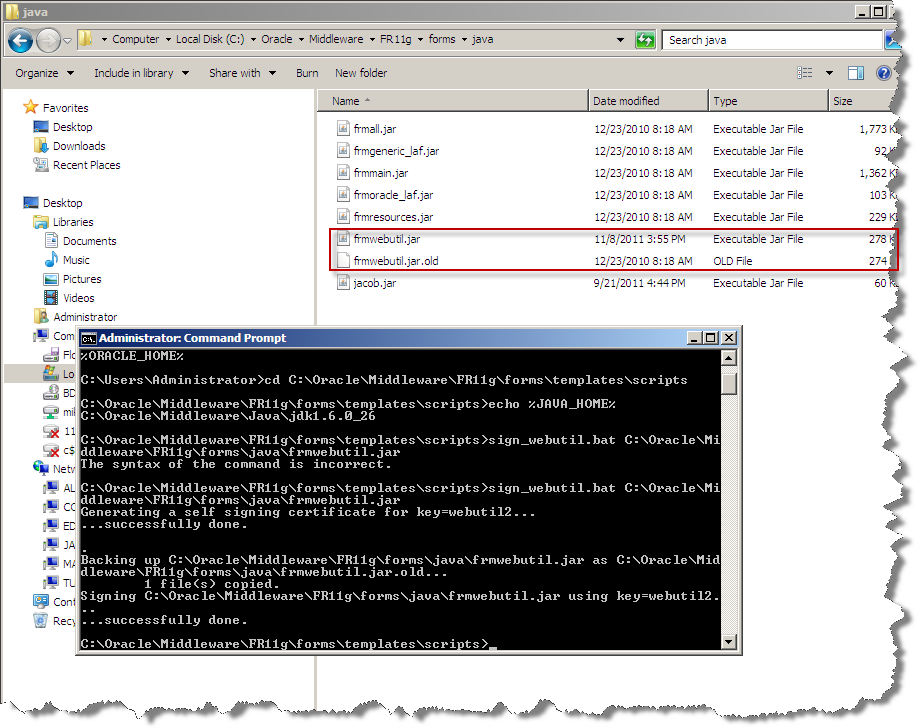 java
Computer Local Disk (C:) Oracle Middleware FR11g forms java
Search java
Organize Include in library Share with Burn New folder
Favorites
Desktop
Downloads
Recent Places
Desktop
Libraries
Documents
Music
Pictures
Videos
Administrator
Com
Flo
Lo
BD
mil
11
c$
Netw
AL
CC
ED
JA
MA
TU
Cont
Recy
Name Date modified Type Size
frmall.jar 12/23/2010 8:18 AM Executable Jar File 1,773 K
frmgeneric_laf.jar 12/23/2010 8:18 AM Executable Jar File 92
frmmain.jar 12/23/2010 8:18 AM Executable Jar File 1,362 K
frmoracle_laf.jar 12/23/2010 8:18 AM Executable Jar File 103
frmresources.jar 12/23/2010 8:18 AM Executable Jar File 229
frmwebutil.jar 11/8/2011 3:55 PM Executable Jar File 278
frmwebutil.jar.old 12/23/2010 8:18 AM OLD File 274
jacob.jar 9/21/2011 4:44 PM Executable Jar File 60
Administrator: Command Prompt
%ORACLE_HOME%
C:\Users\Administrator>cd C:\Oracle\Middleware\FR11g\forms\templates\scripts
C:\Oracle\Middleware\FR11g\forms\templates\scripts>echo %JAVA_HOME%
C:\Oracle\Middleware\Java\jdk1.6.0_26
C:\Oracle\Middleware\FR11g\forms\templates\scripts>sign_webutil.bat C:\Oracle\Mi
ddleware\FR11g\forms\java\frmwebutil.jar
The syntax of the command is incorrect.
C:\Oracle\Middleware\FR11g\forms\templates\scripts>sign_webutil.bat C:\Oracle\Mi
ddleware\FR11g\forms\java\frmwebutil.jar
Generating a self signing certificate for key=webutil2...
...successfully done.
.
Backing up C:\Oracle\Middleware\FR11g\forms\java\frmwebutil.jar as C:\Oracle\Mid
dleware\FR11g\forms\java\frmwebutil.jar.old...
1 file(s) copied.
Signing C:\Oracle\Middleware\FR11g\forms\java\frmwebutil.jar using key=webutil2.
..
...successfully done.
C:\Oracle\Middleware\FR11g\forms\templates\scripts>_